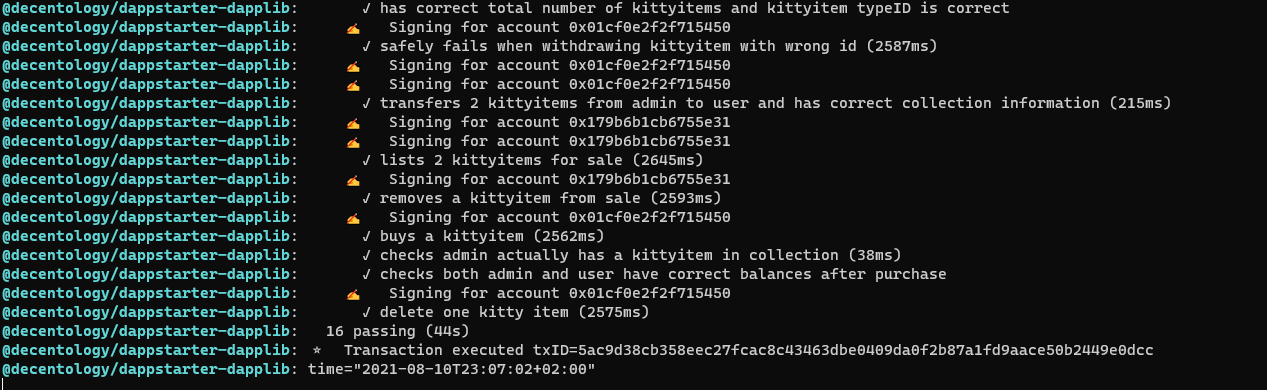 @decentology/dappstarter-dapplib: ✓ has correct total number of kittyitems and kittyitem typeID is correct
@decentology/dappstarter-dapplib: ✍ Signing for account 0x01cf0e2f2f715450
@decentology/dappstarter-dapplib: ✓ safely fails when withdrawing kittyitem with wrong id (2587ms)
@decentology/dappstarter-dapplib: ✍ Signing for account 0x01cf0e2f2f715450
@decentology/dappstarter-dapplib: ✍ Signing for account 0x01cf0e2f2f715450
@decentology/dappstarter-dapplib: ✓ transfers 2 kittyitems from admin to user and has correct collection information (215ms)
@decentology/dappstarter-dapplib: ✍ Signing for account 0x179b6b1cb6755e31
@decentology/dappstarter-dapplib: ✍ Signing for account 0x179b6b1cb6755e31
@decentology/dappstarter-dapplib: ✓ lists 2 kittyitems for sale (2645ms)
@decentology/dappstarter-dapplib: ✍ Signing for account 0x179b6b1cb6755e31
@decentology/dappstarter-dapplib: ✓ removes a kittyitem from sale (2593ms)
@decentology/dappstarter-dapplib: ✍ Signing for account 0x01cf0e2f2f715450
@decentology/dappstarter-dapplib: ✓ buys a kittyitem (2562ms)
@decentology/dappstarter-dapplib: ✓ checks admin actually has a kittyitem in collection (38ms)
@decentology/dappstarter-dapplib: ✓ checks both admin and user have correct balances after purchase
@decentology/dappstarter-dapplib: ✍ Signing for account 0x01cf0e2f2f715450
@decentology/dappstarter-dapplib: ✓ delete one kitty item (2575ms)
@decentology/dappstarter-dapplib: 16 passing (44s)
@decentology/dappstarter-dapplib: ⭐ Transaction executed txID=5ac9d38cb358eec27fcac8c43463dbe0409da0f2b87a1fd9aace50b2449e0dcc
@decentology/dappstarter-dapplib: time="2021-08-10T23:07:02+02:00"